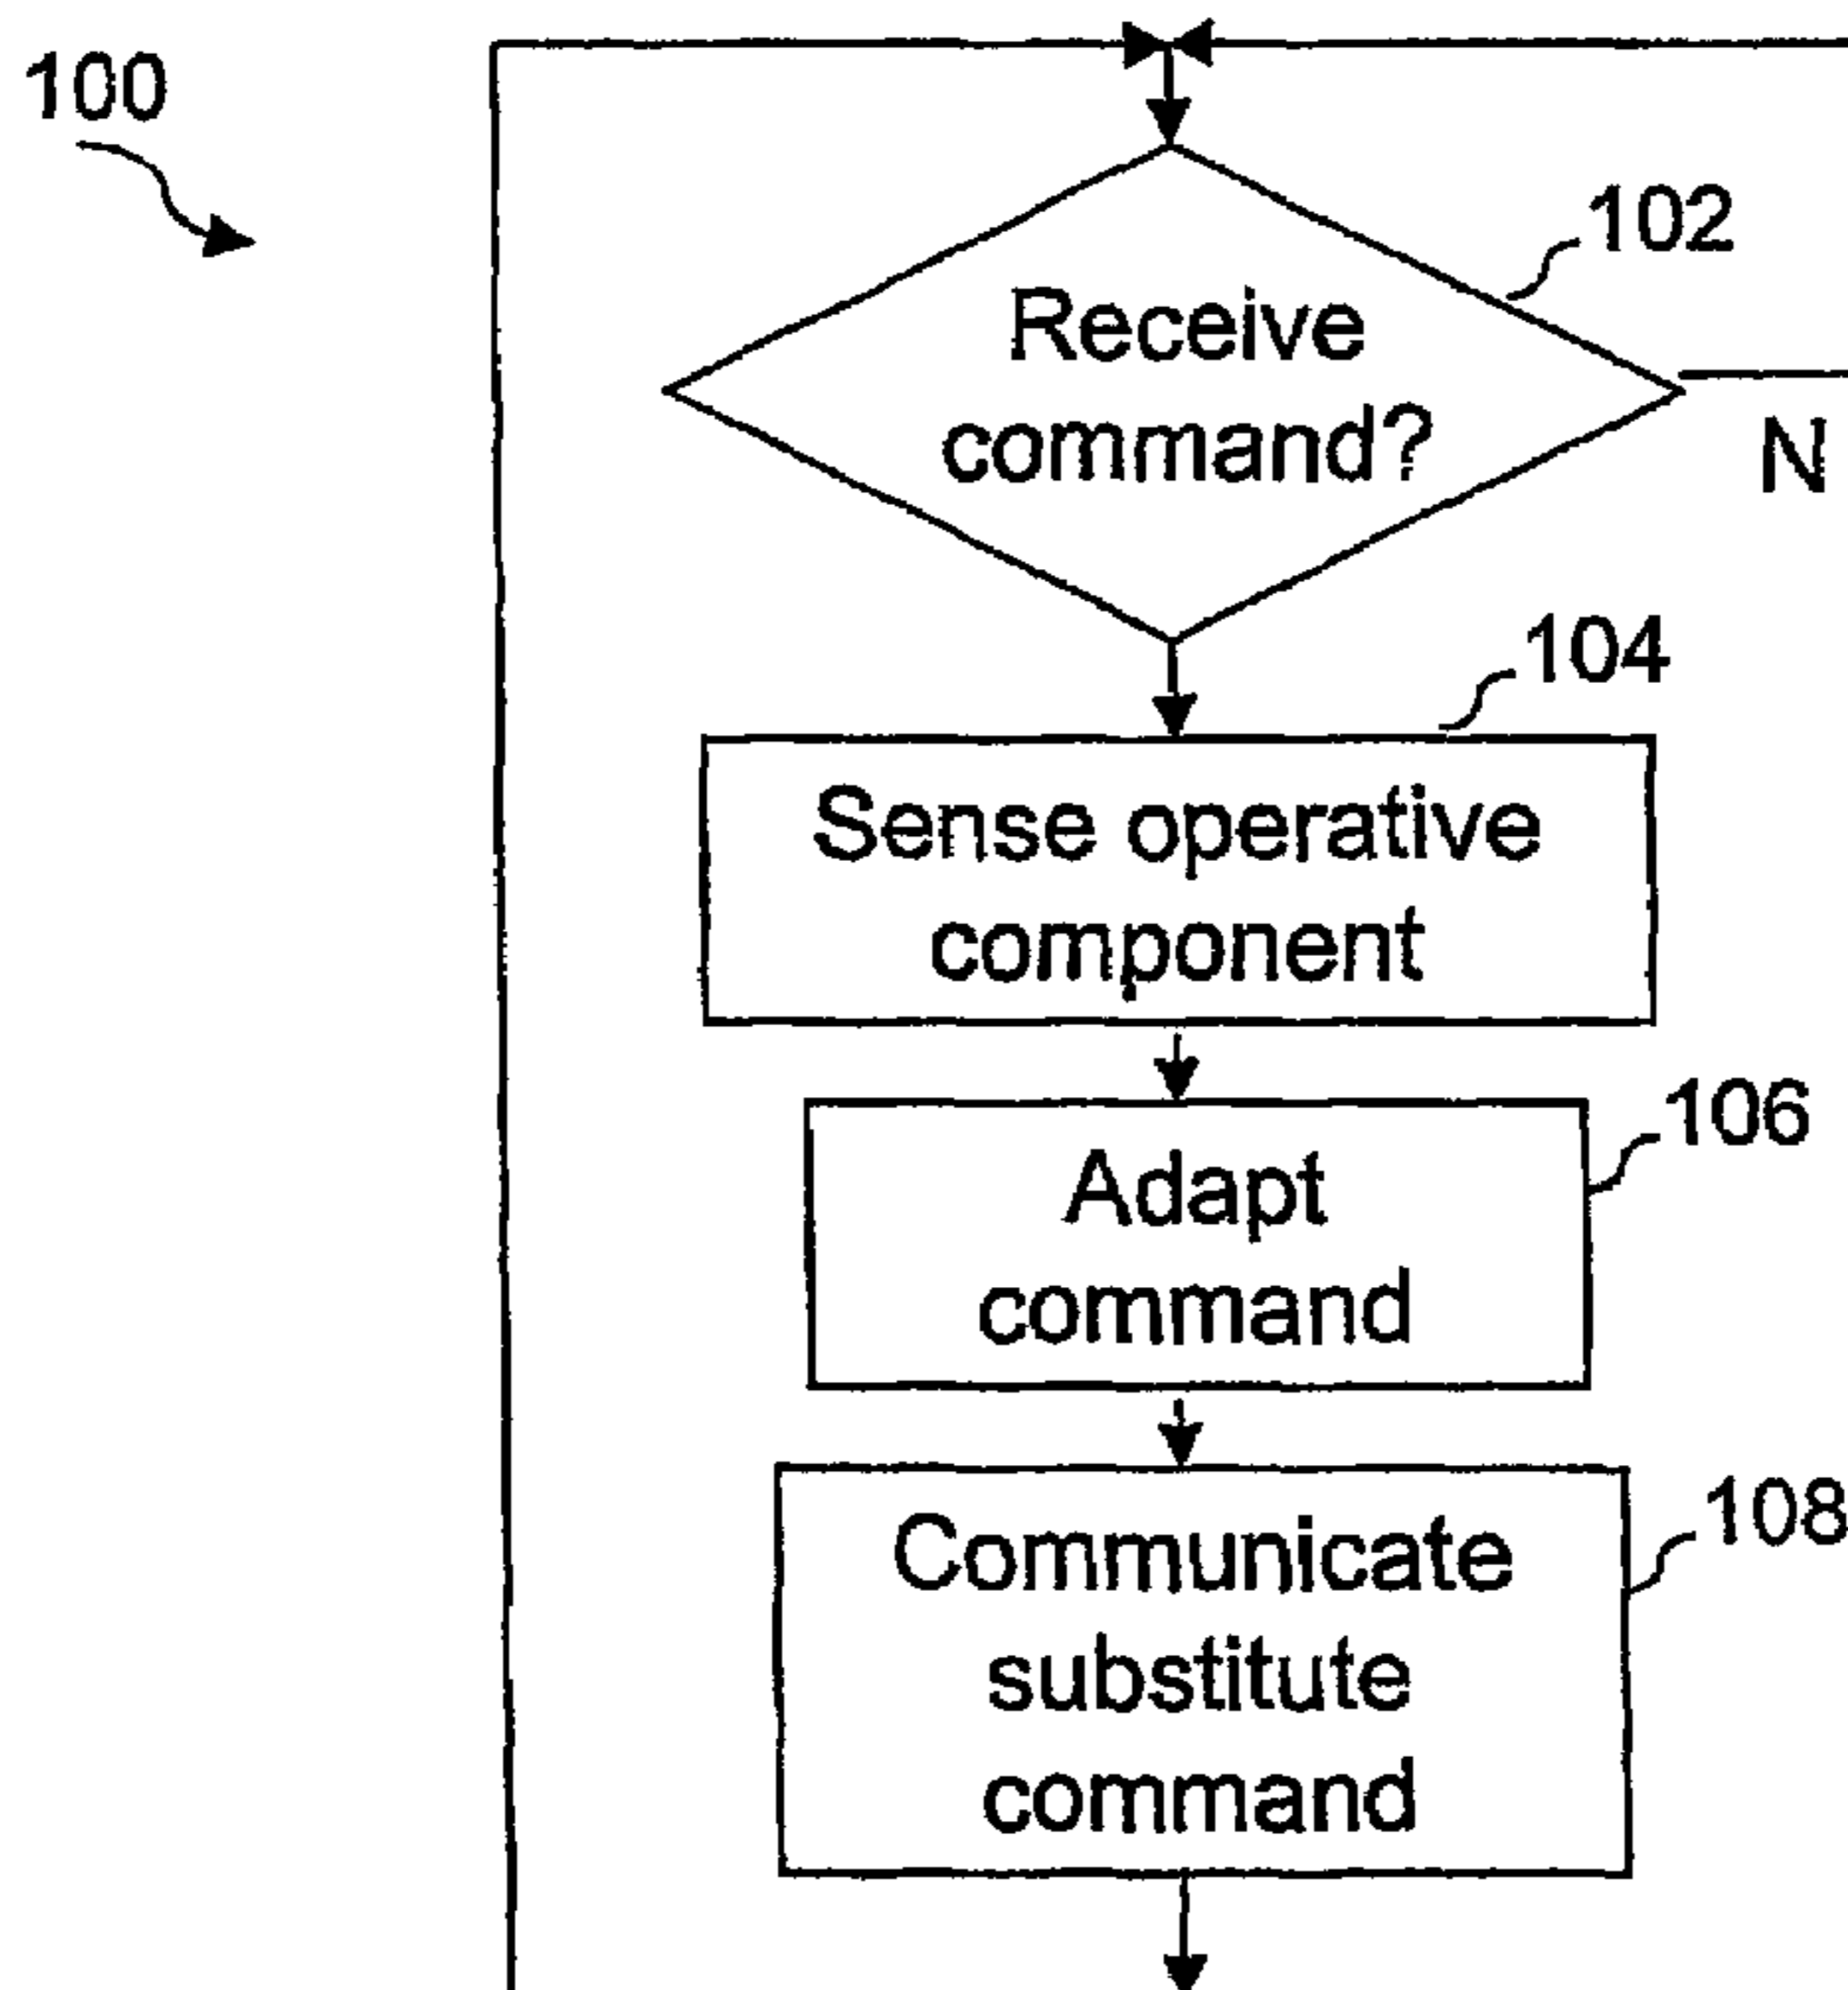 100
102
Receive
command?
N
104
Sense operative
component
106
Adapt
command
108
Communicate
substitute
command